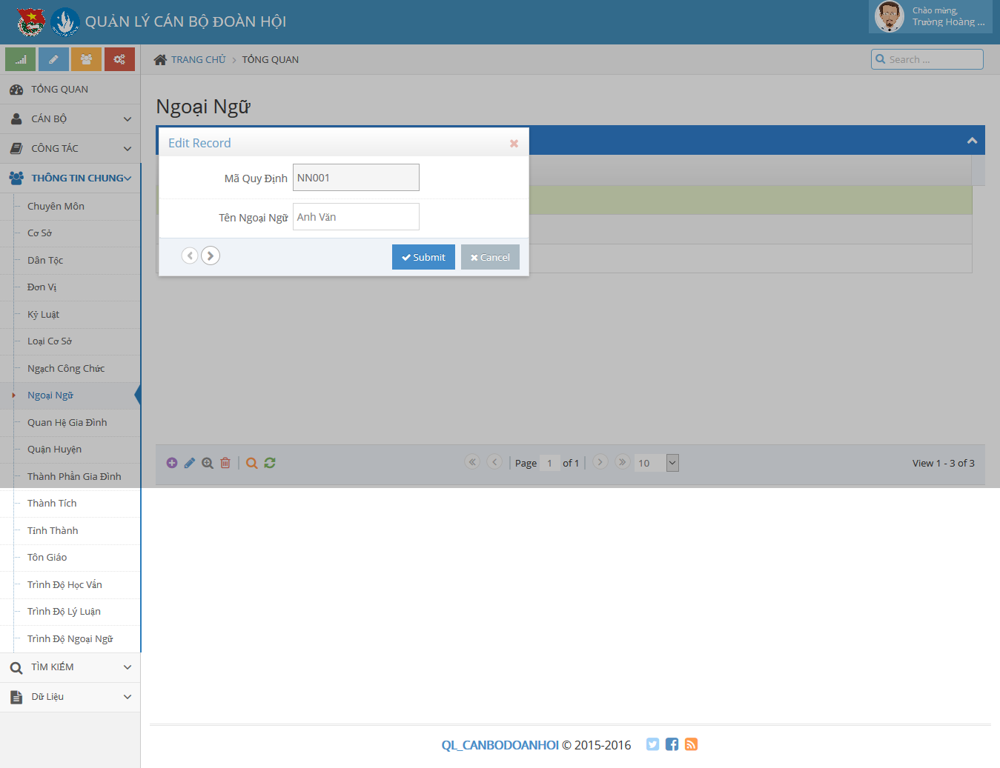 QUẢN LÝ CÁN BỘ ĐOÀN HỘI
Chào mừng,
Trường Hoàng ...
TRANG CHỦ
TỔNG QUAN
Search ...
TỔNG QUAN
CÁN BỘ
CÔNG TÁC
THÔNG TIN CHUNG
Chuyên Môn
Cơ Sở
Dân Tộc
Đơn Vị
Kỷ Luật
Loại Cơ Sở
Ngạch Công Chức
Ngoại Ngữ
Quan Hệ Gia Đình
Quận Huyện
Thành Phần Gia Đình
Thành Tích
Tỉnh Thành
Tôn Giáo
Trình Độ Học Vấn
Trình Độ Lý Luận
Trình Độ Ngoại Ngữ
TÌM KIẾM
Dữ Liệu
Ngoại Ngữ
Edit Record
Mã Quy Định NN001
Tên Ngoại Ngữ Anh Văn
Submit Cancel
Page 1 of 1 10 View 1 - 3 of 3
QL_CANBODOANHOI © 2015-2016